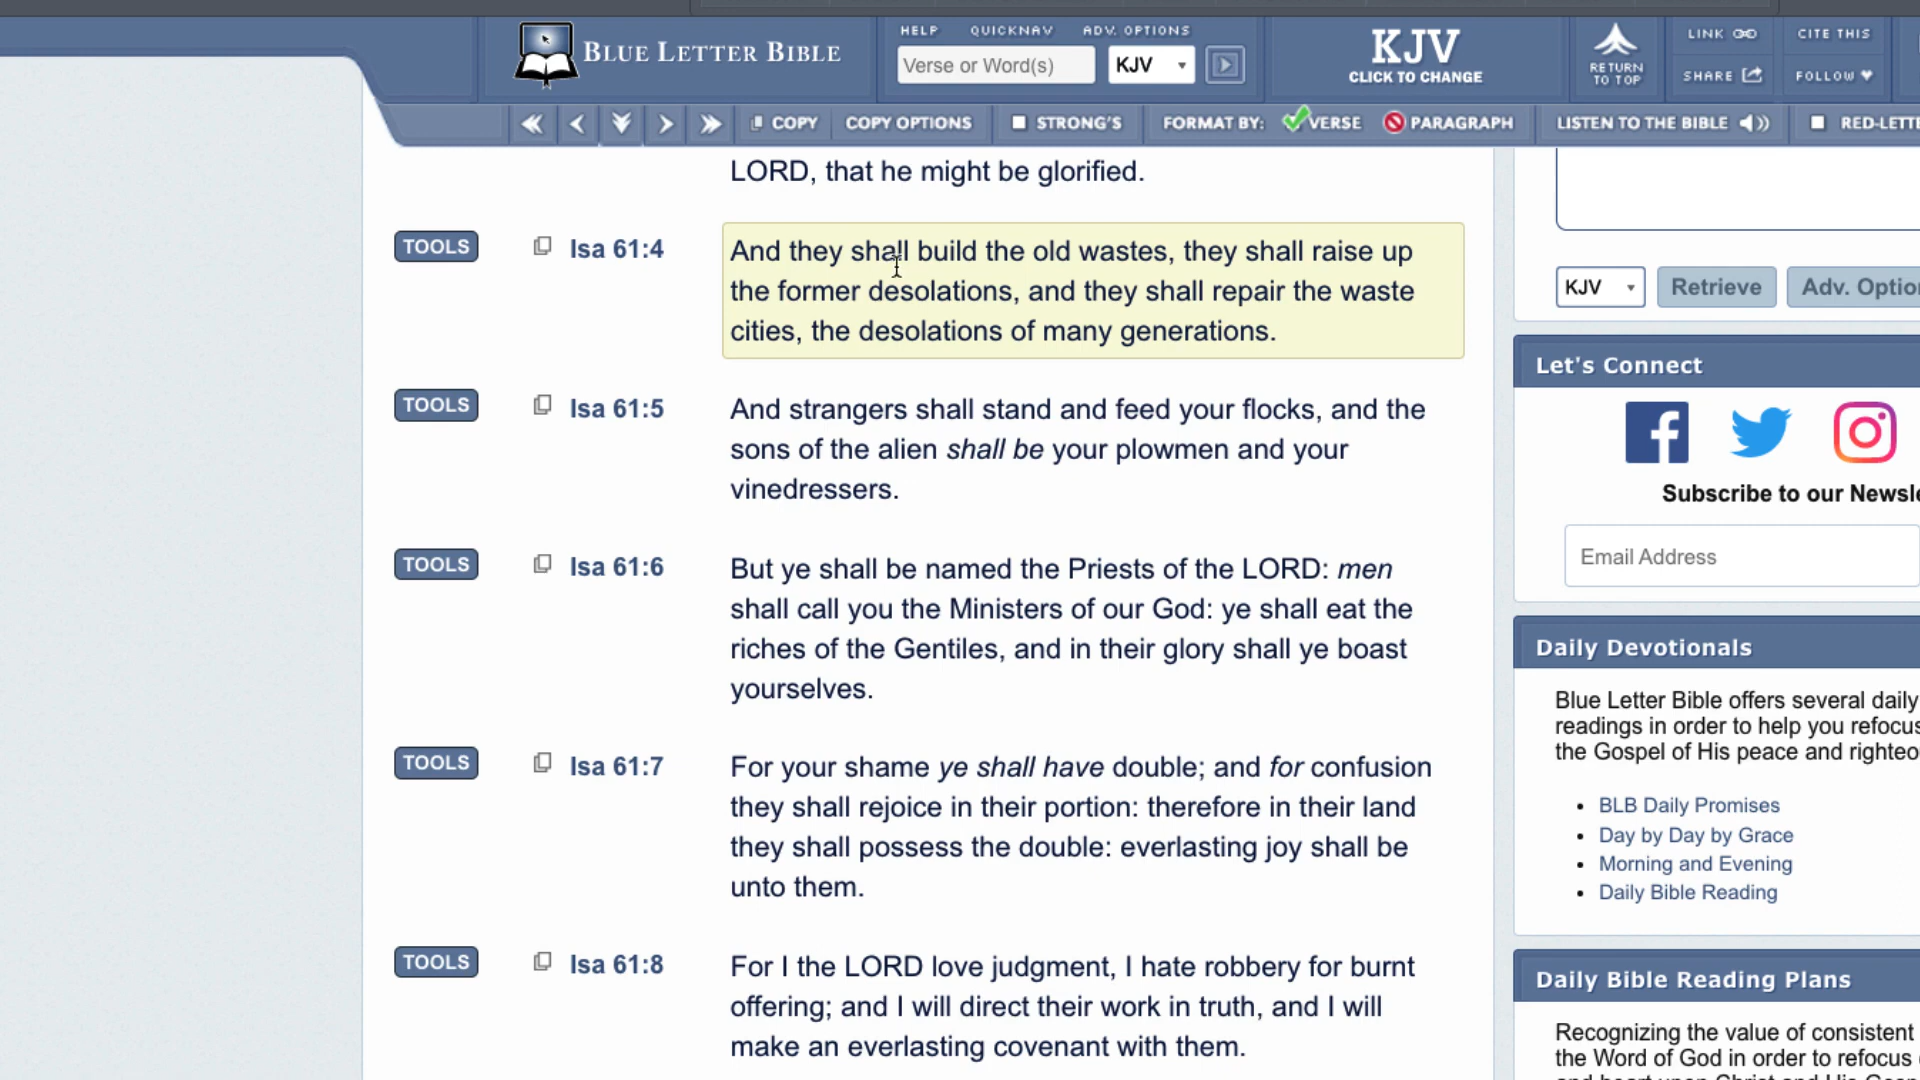 BLUE LETTER BIBLE
HELP QUICKNAV ADV. OPTIONS
Verse or Word(s) KJV
KJV
CLICK TO CHANGE
RETURN
TO TOP
LINK
CITE THIS
SHARE
FOLLOW
COPY COPY OPTIONS STRONG'S FORMAT BY: VERSE PARAGRAPH LISTEN TO THE BIBLE RED-LETT
LORD, that he might be glorified.
TOOLS Isa 61:4 And they shall build the old wastes, they shall raise up
the former desolations, and they shall repair the waste
cities, the desolations of many generations.
TOOLS Isa 61:5 And strangers shall stand and feed your flocks, and the
sons of the alien shall be your plowmen and your
vinedressers.
TOOLS Isa 61:6 But ye shall be named the Priests of the LORD: men
shall call you the Ministers of our God: ye shall eat the
riches of the Gentiles, and in their glory shall ye boast
yourselves.
TOOLS Isa 61:7 For your shame ye shall have double; and for confusion
they shall rejoice in their portion: therefore in their land
they shall possess the double: everlasting joy shall be
unto them.
TOOLS Isa 61:8 For I the LORD love judgment, I hate robbery for burnt
offering; and I will direct their work in truth, and I will
make an everlasting covenant with them.
KJV Retrieve Adv. Optio
Let's Connect
Subscribe to our Newsl
Email Address
Daily Devotionals
Blue Letter Bible offers several daily
readings in order to help you refocus
the Gospel of His peace and righteo
• BLB Daily Promises
• Day by Day by Grace
• Morning and Evening
• Daily Bible Reading
Daily Bible Reading Plans
Recognizing the value of consistent
the Word of God in order to refocus